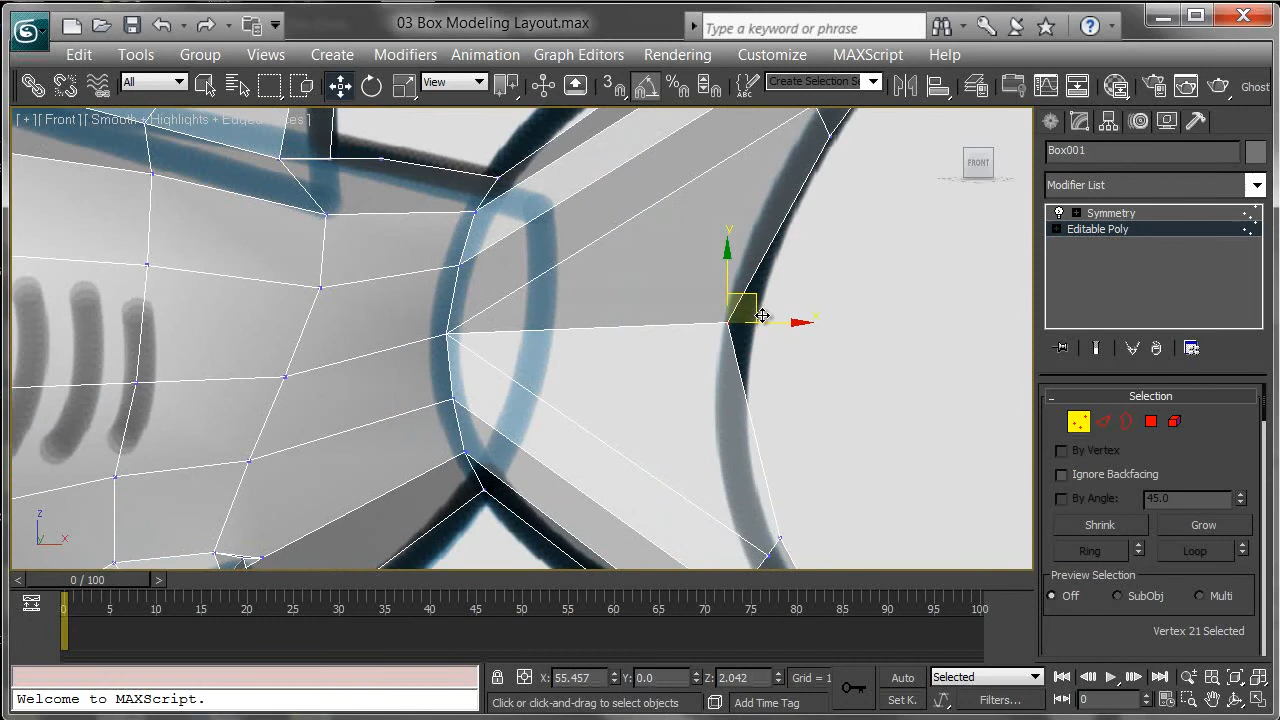 03 Box Modeling Layout.max
Type a keyword or phrase
Edit Tools Group Views Create Modifiers Animation Graph Editors Rendering Customize MAXScript Help
All View 3 ABC Create Selection Se Ghost
[ + ][ Front ][ Smooth + Highlights + Edged Faces ]
FRONT
y
x
z
y x
Box001
Modifier List
Symmetry
Editable Poly
Selection
By Vertex
Ignore Backfacing
By Angle: 45.0
Shrink Grow
Ring Loop
Preview Selection
Off SubObj Multi
Vertex 21 Selected
< 0 / 100 >
0 5 10 15 20 25 30 35 40 45 50 55 60 65 70 75 80 85 90 95 100
X: 55.457 Y: 0.0 Z: 2.042 Grid = 1 Auto Selected
Welcome to MAXScript.
Click or click-and-drag to select objects Add Time Tag Set K. Filters... 0